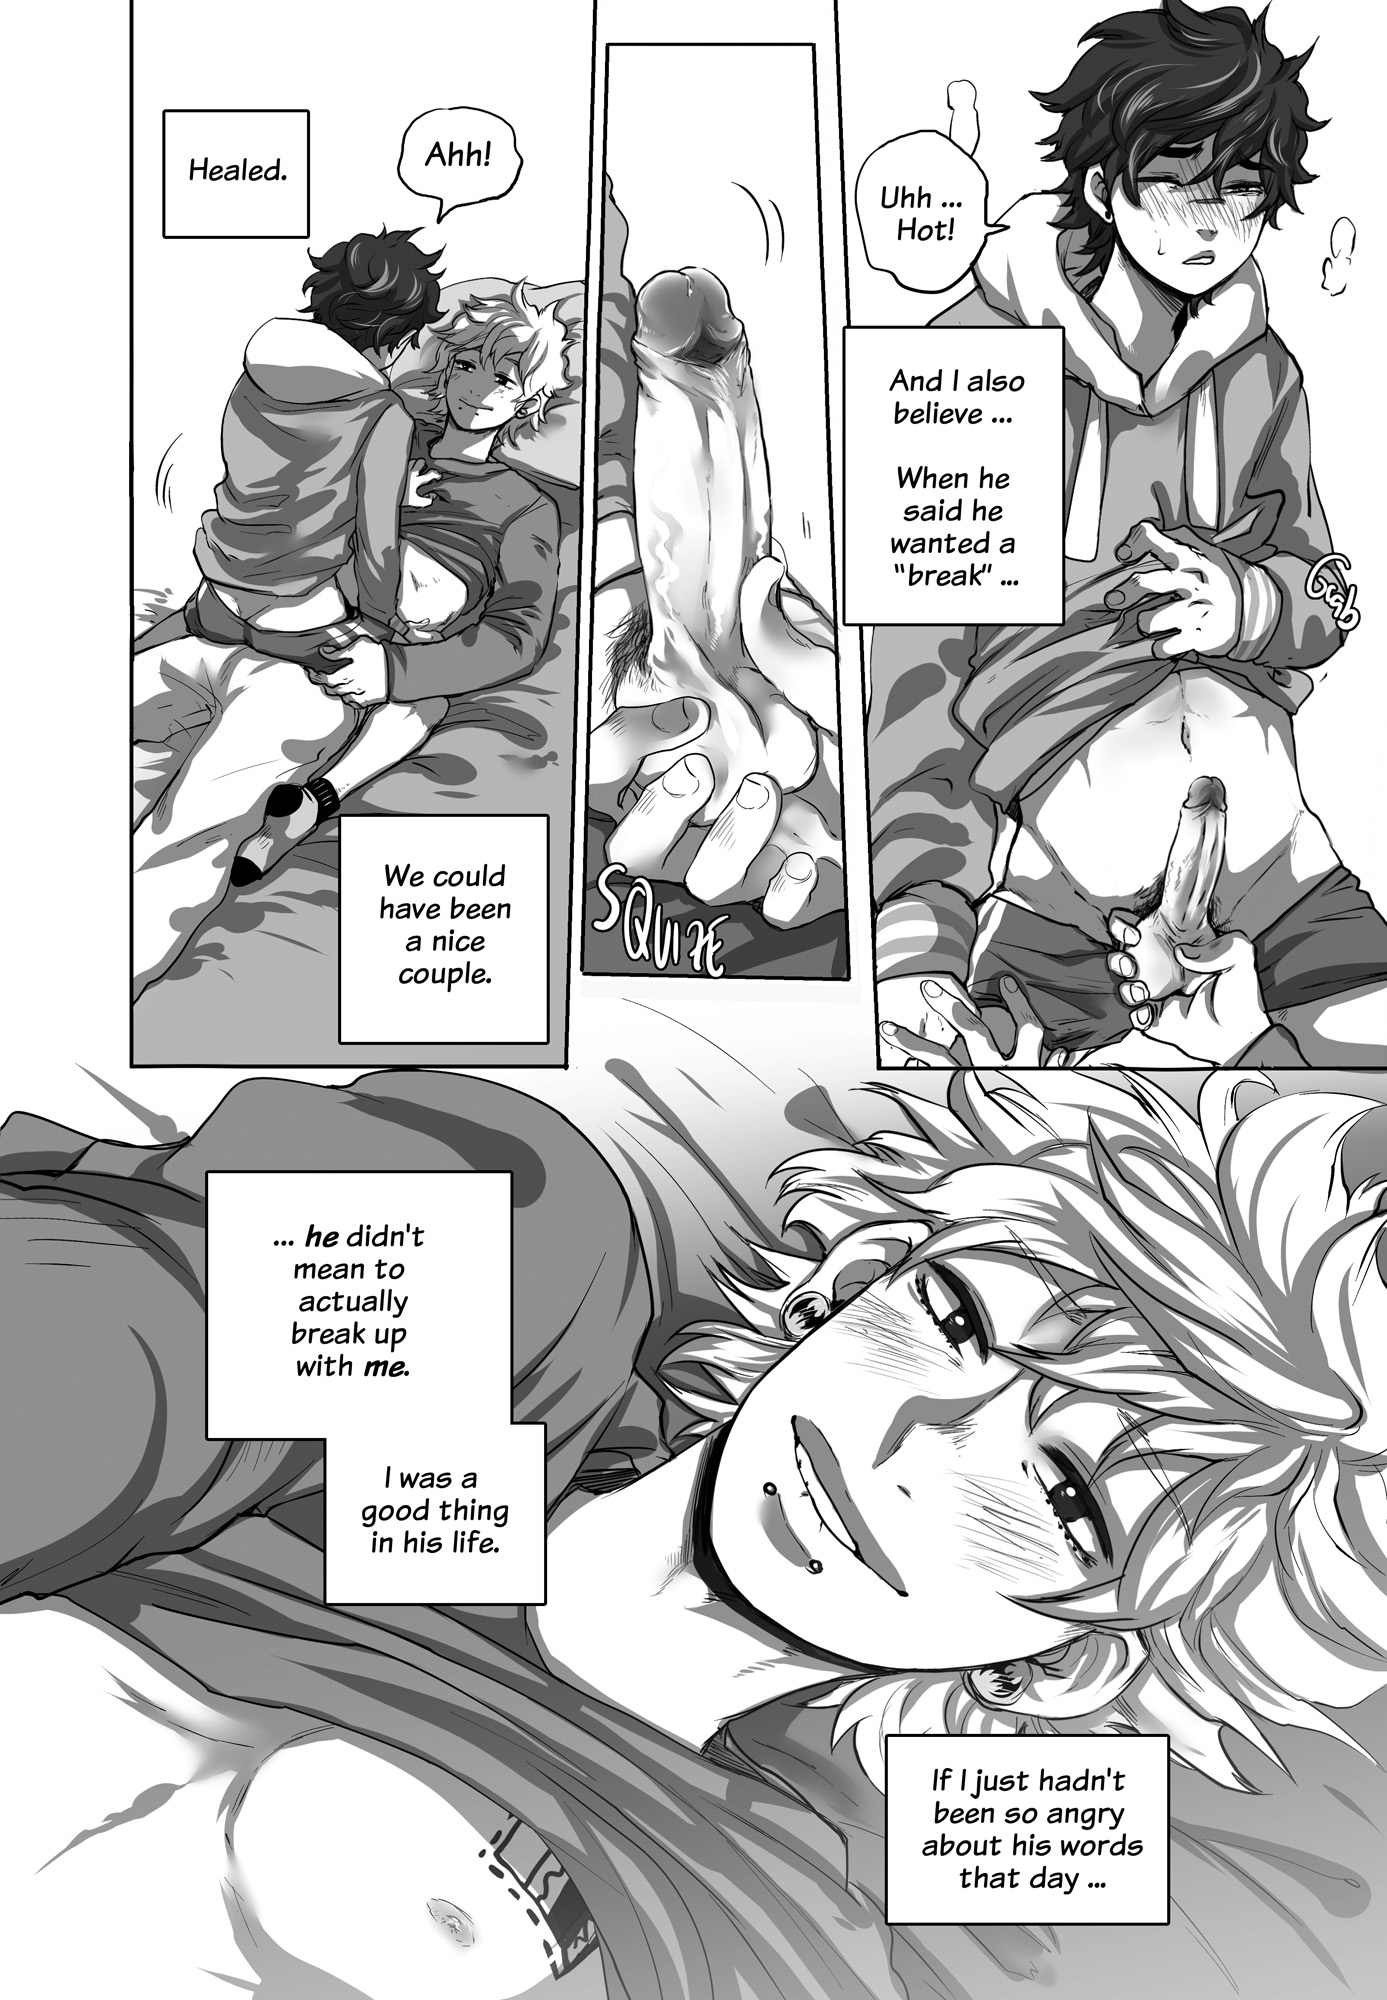 Healed.
Ahh!
We could
have been
a nice
couple.
SQUIZE
Uhh ...
Hot!
And I also
believe ...
When he
said he
wanted a
“break” ...
Grab
... he didn't
mean to
actually
break up
with me.
I was a
good thing
in his life.
If I just hadn't
been so angry
about his words
that day ...